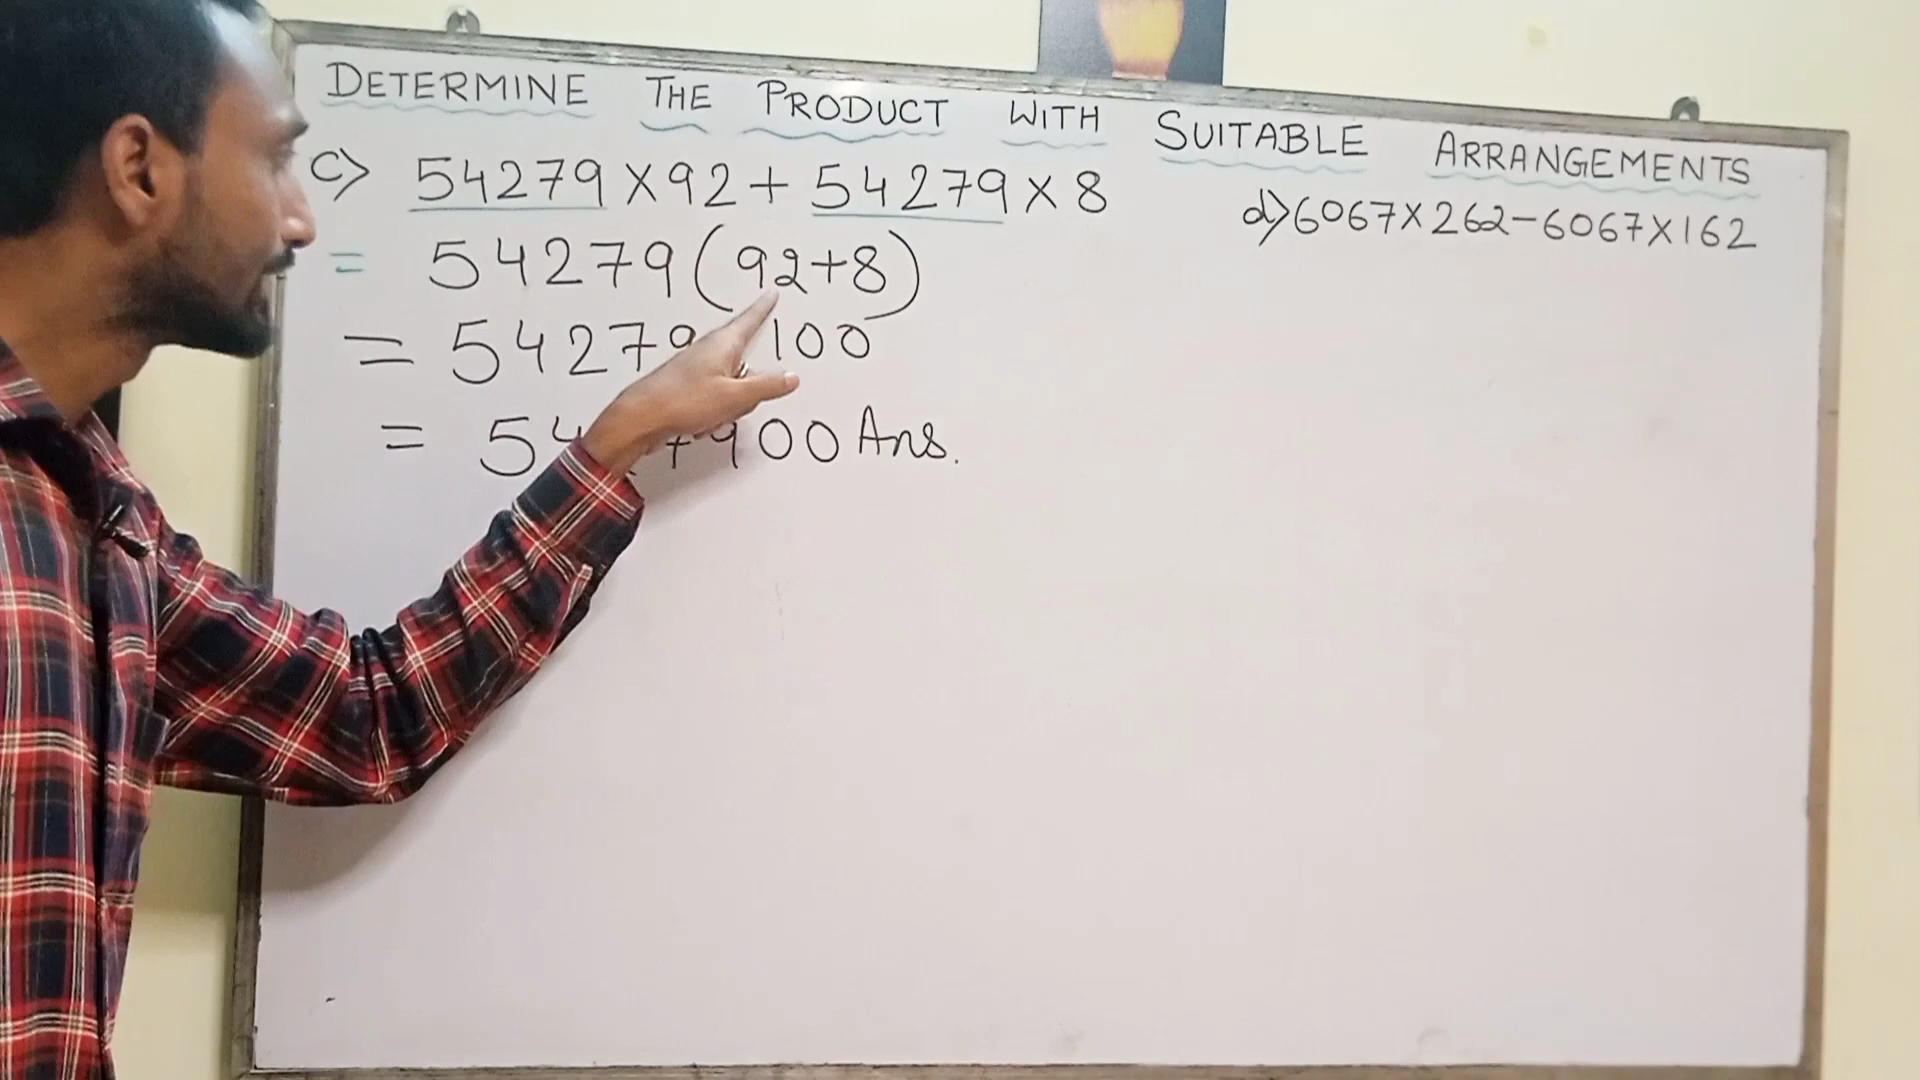 DETERMINE THE PRODUCT WITH SUITABLE ARRANGEMENTS
c> 54279×92+54279×8
= 54279(92+8)
= 54279 100
= 54 7900 Ans.
d>6067×262-6067×162